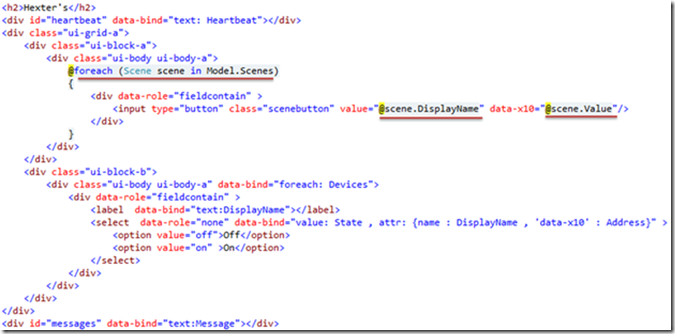 <h2>Hexter's</h2>
<div id="heartbeat" data-bind="text: Heartbeat"></div>
<div class="ui-grid-a">
    <div class="ui-block-a">
        <div class="ui-body ui-body-a">
            @foreach (Scene scene in Model.Scenes)
            {
                <div data-role="fieldcontain" >
                    <input type="button" class="scenebutton" value="@scene.DisplayName" data-x10="@scene.Value"/>
                </div>
            }
        </div>
    </div>
    <div class="ui-block-b">
        <div class="ui-body ui-body-a" data-bind="foreach: Devices">
            <div data-role="fieldcontain" >
                <label  data-bind="text:DisplayName"></label>
                <select  data-role="none" data-bind="value: State , attr: {name : DisplayName , 'data-x10' : Address}" >
                    <option value="off">Off</option>
                    <option value="on" >On</option>
                </select>
            </div>
        </div>
    </div>
</div>
<div id="messages" data-bind="text:Message"></div>